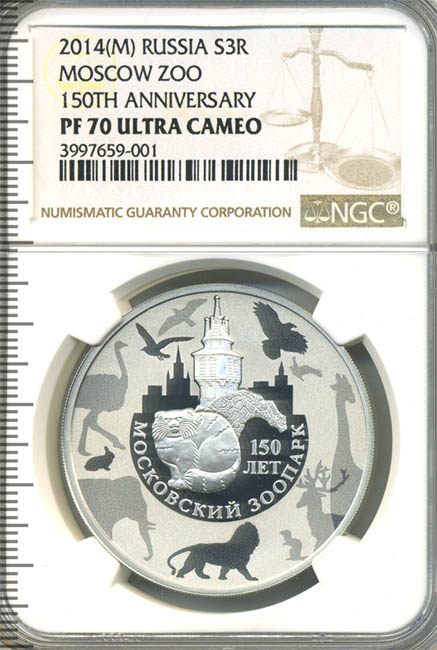 2014(M) RUSSIA S3R
MOSCOW ZOO
150TH ANNIVERSARY
PF 70 ULTRA CAMEO
3997659-001
NUMISMATIC GUARANTY CORPORATION
NGC®
150
ЛЕТ
МОСКОВСКИЙ ЗООПАРК